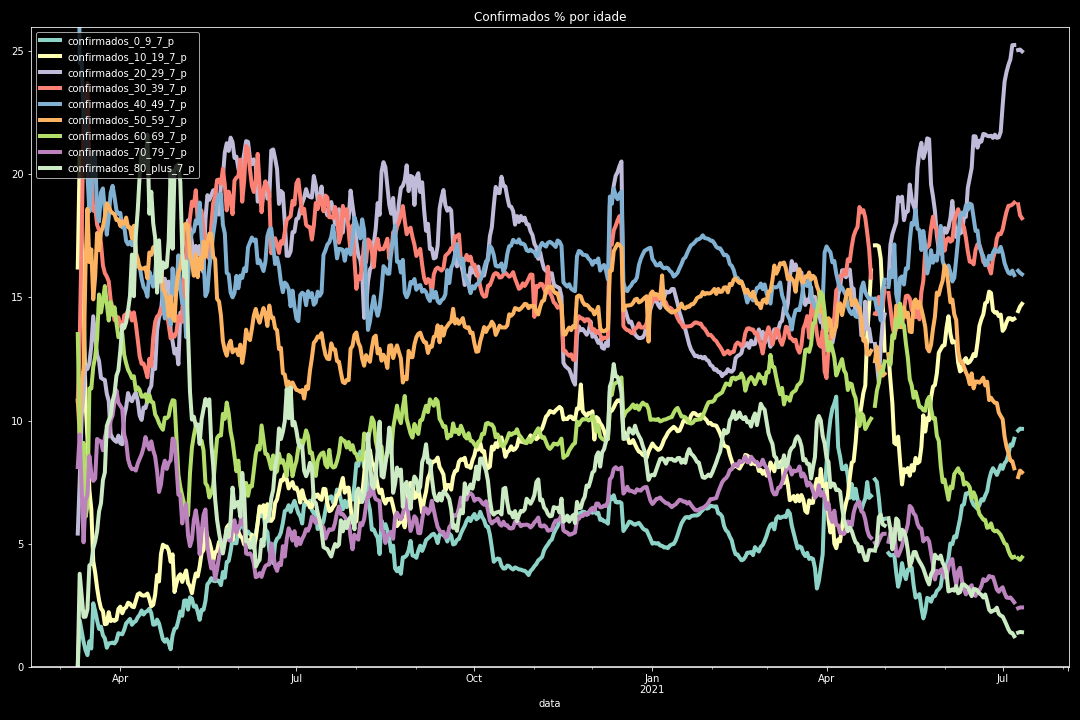 Confirmados % por idade
confirmados_0_9_7_p
confirmados_10_19_7_p
confirmados_20_29_7_p
confirmados_30_39_7_p
confirmados_40_49_7_p
confirmados_50_59_7_p
confirmados_60_69_7_p
confirmados_70_79_7_p
confirmados_80_plus_7_p
25
20
15
10
5
0
Apr
Jul
Oct
Jan
2021
Apr
Jul
data